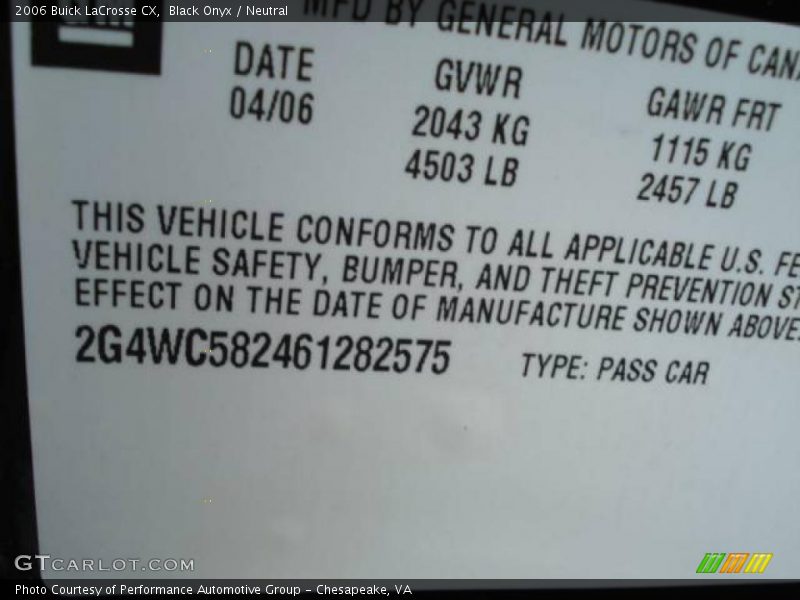 2006 Buick LaCrosse CX, Black Onyx / Neutral
MFD BY GENERAL MOTORS OF CANA
DATE GVWR GAWR FRT
04/06 2043 KG 1115 KG
4503 LB 2457 LB
THIS VEHICLE CONFORMS TO ALL APPLICABLE U.S. FE
VEHICLE SAFETY, BUMPER, AND THEFT PREVENTION ST
EFFECT ON THE DATE OF MANUFACTURE SHOWN ABOVE.
2G4WC582461282575 TYPE: PASS CAR
GTCARLOT.COM
Photo Courtesy of Performance Automotive Group - Chesapeake, VA